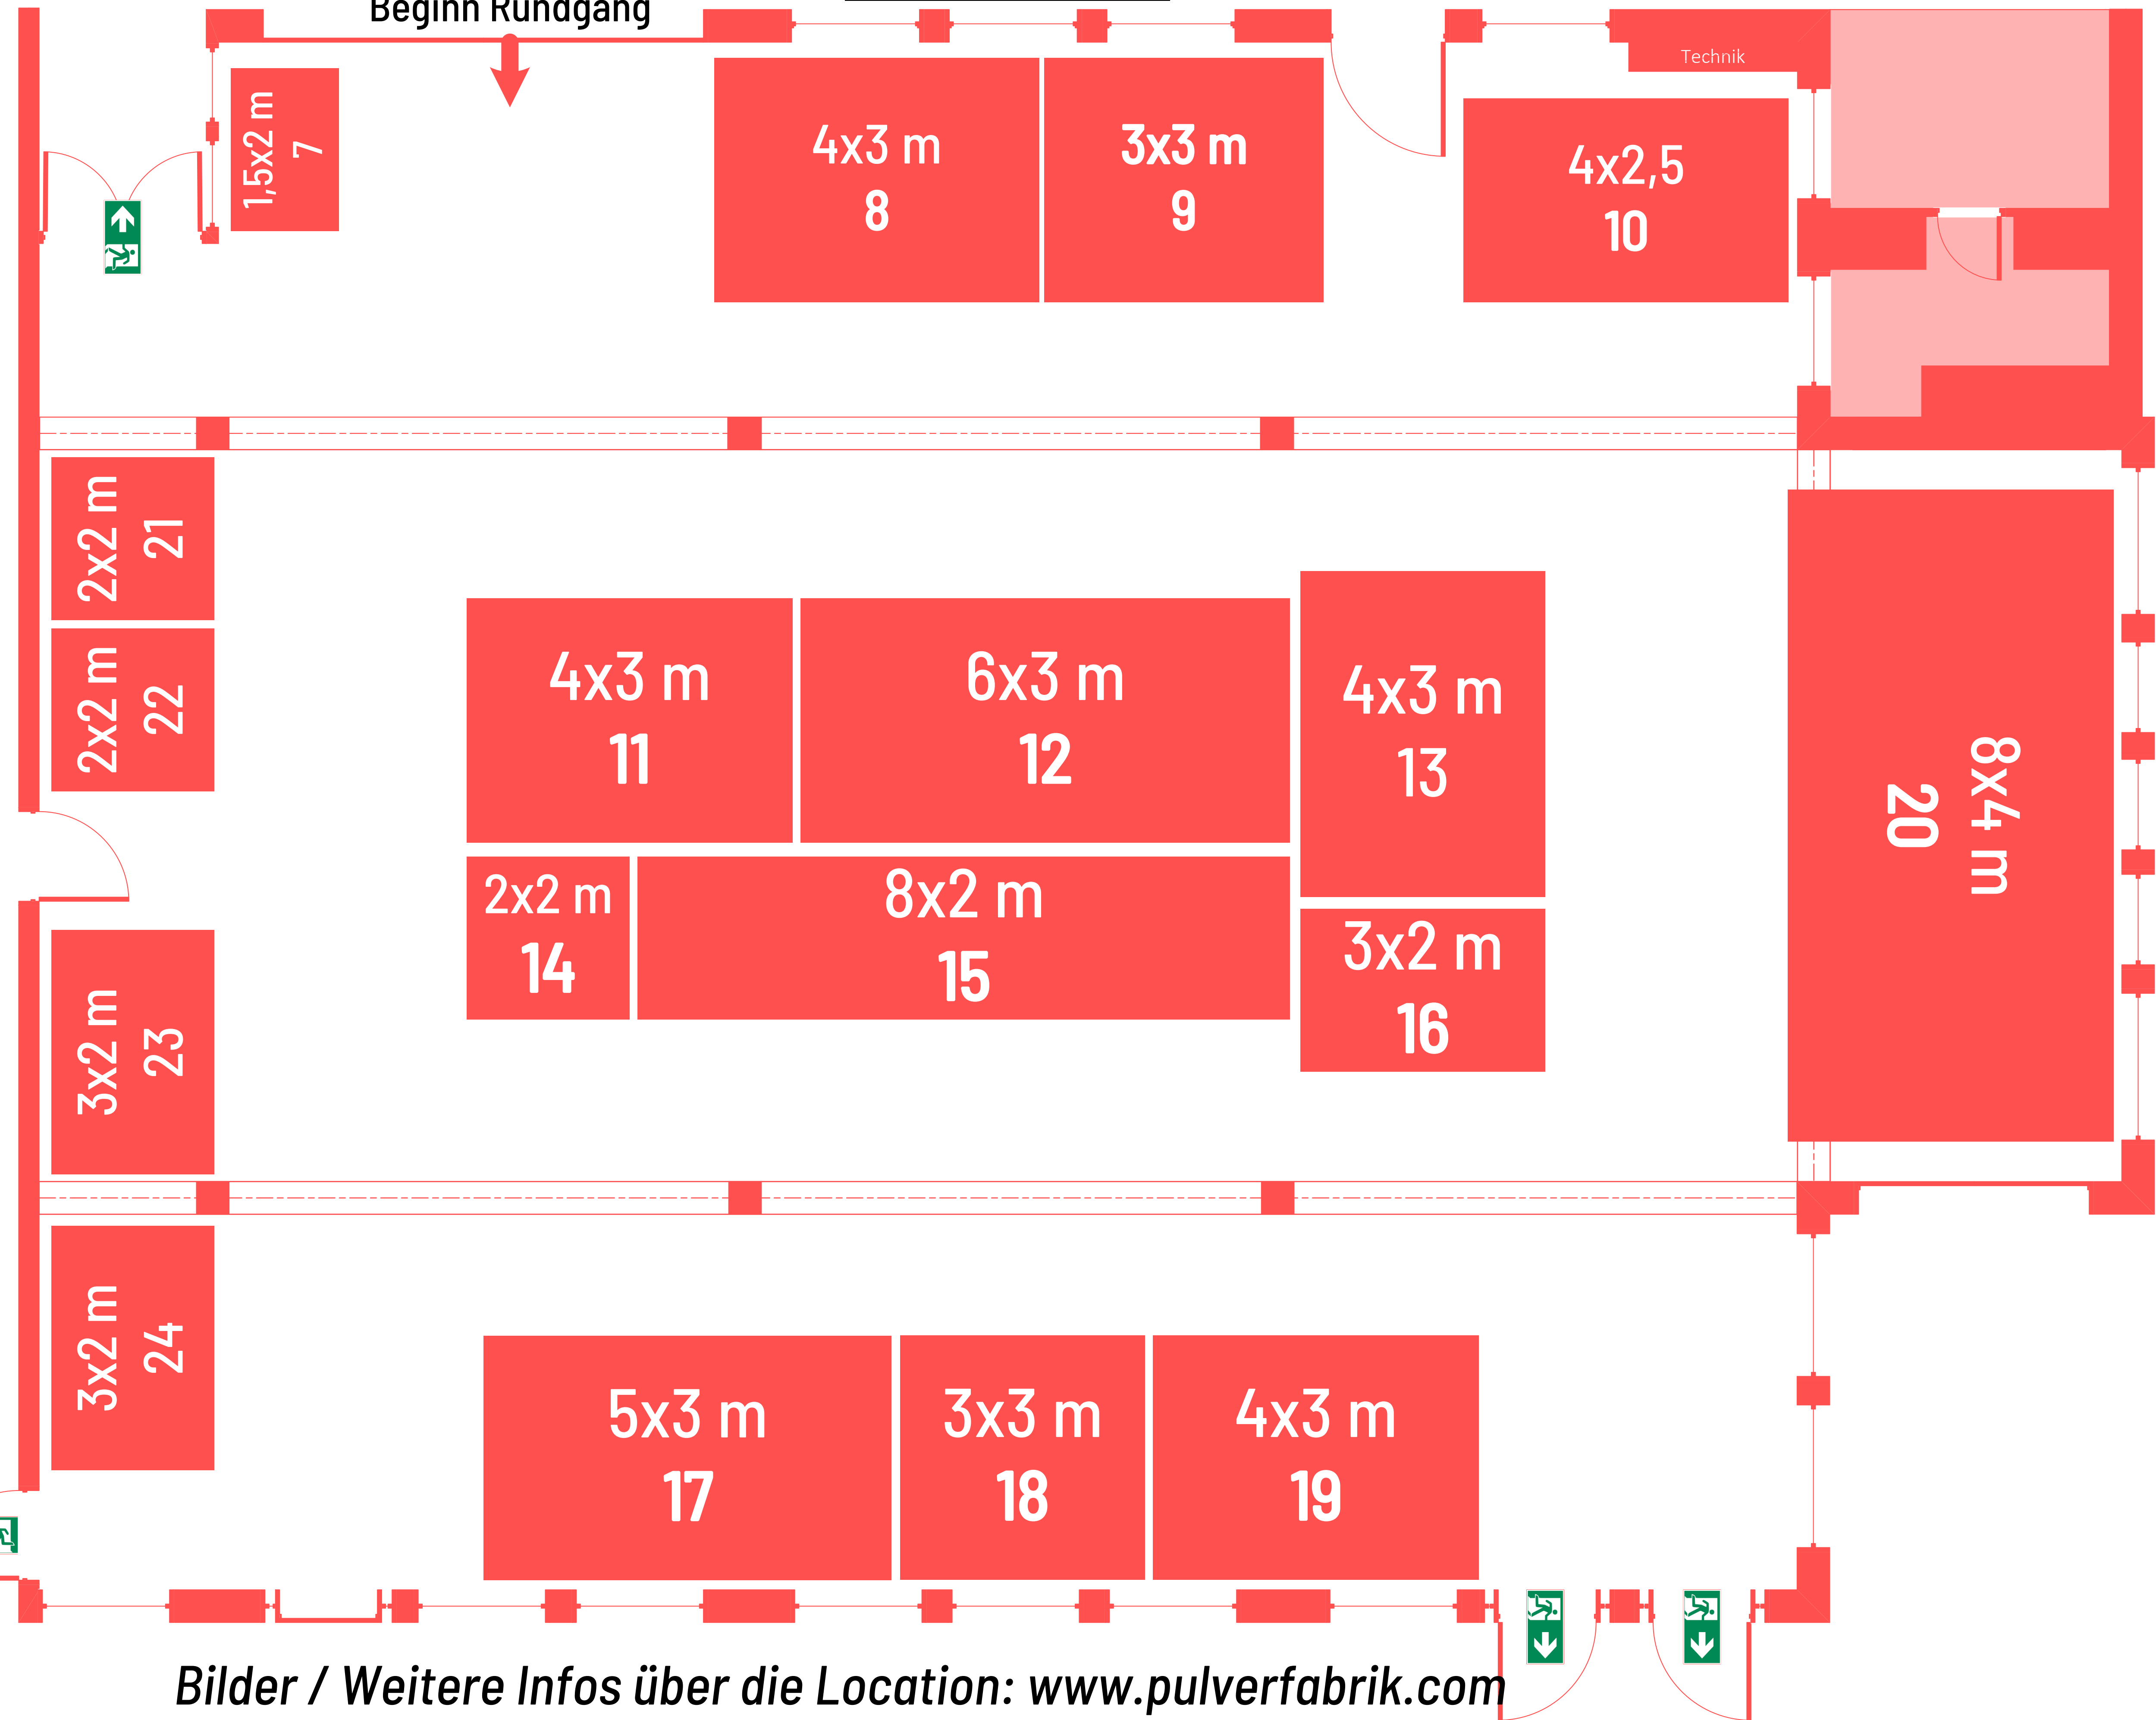 Beginn Rundgang
Technik
1,5x2 m
7
4x3 m
8
3x3 m
9
4x2,5
10
2x2 m
21
2x2 m
22
4x3 m
11
6x3 m
12
4x3 m
13
8x4 m
20
2x2 m
14
8x2 m
15
3x2 m
16
3x2 m
23
3x2 m
24
5x3 m
17
3x3 m
18
4x3 m
19
Bilder / Weitere Infos über die Location: www.pulverfabrik.com